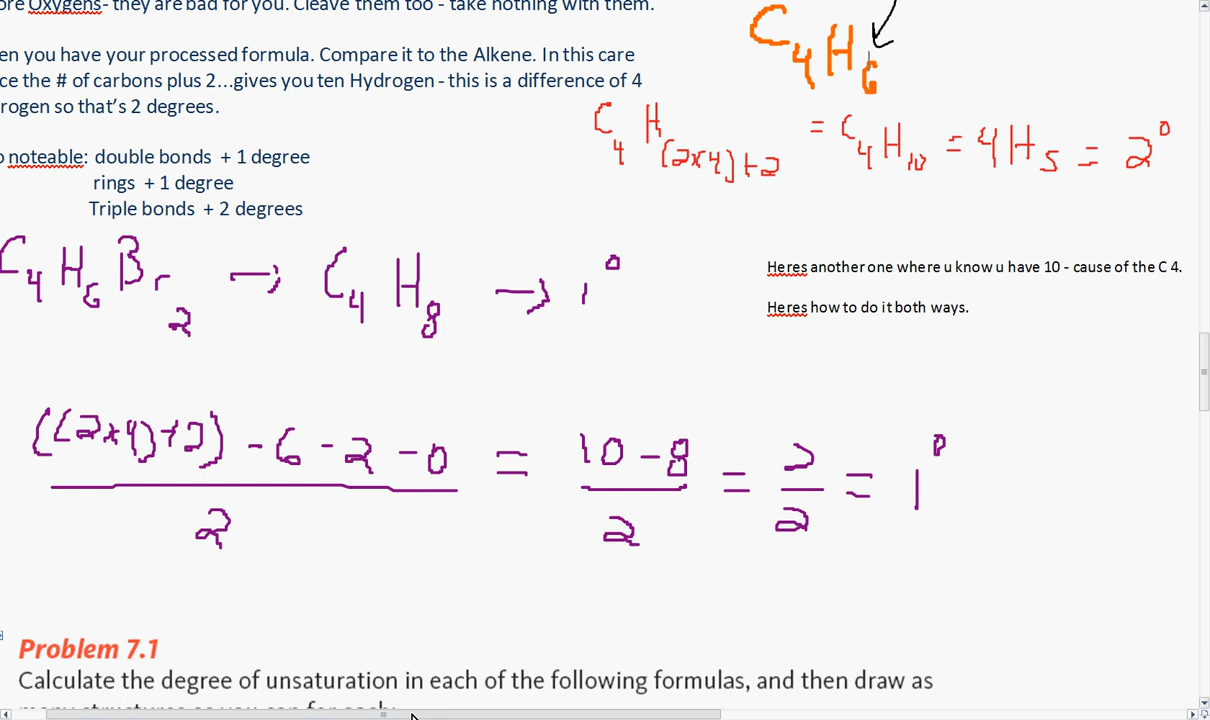 ore Oxygens- they are bad for you. Cleave them too - take nothing with them.
en you have your processed formula. Compare it to the Alkene. In this care
ce the # of carbons plus 2...gives you ten Hydrogen - this is a difference of 4
rogen so that's 2 degrees.
o noteable: double bonds + 1 degree
rings + 1 degree
Triple bonds + 2 degrees
C4H6
C4H(2x4)+2 = C4H10 = 4Hs = 2°
C4H6Br2 → C4H8 → 1°
Heres another one where u know u have 10 - cause of the C 4.
Heres how to do it both ways.
((2x4)+2) - 6 - 2 - 0 / 2 = 10 - 8 / 2 = 2 / 2 = 1°
Problem 7.1
Calculate the degree of unsaturation in each of the following formulas, and then draw as